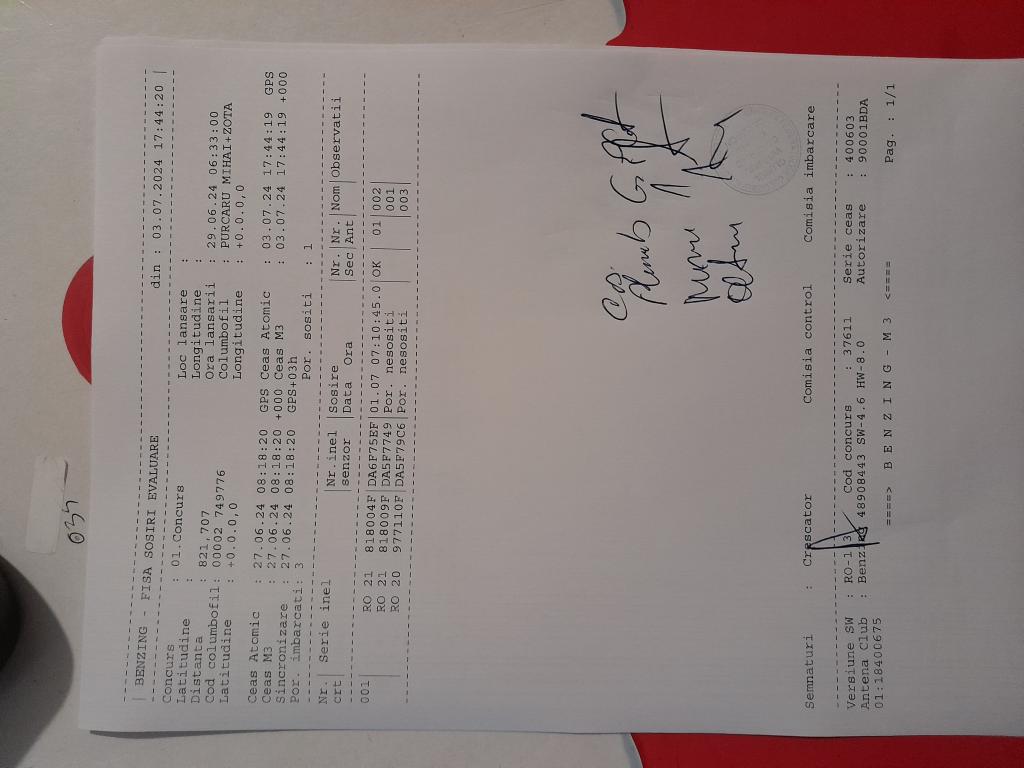 034
| BENZING - FISA SOSIRI EVALUARE din : 03.07.2024 17:44:20 |
Concurs : 01.Concurs Loc lansare :
Latitudine : Longitudine :
Distanta : 821,707 Ora lansarii : 29.06.24 06:33:00
Cod columbofil: 00002 749776 Columbofil : PURCARU MIHAI+ZOTA
Latitudine : +0.0.0,0 Longitudine : +0.0.0,0
Ceas Atomic : 27.06.24 08:18:20 GPS Ceas Atomic : 03.07.24 17:44:19 GPS
Ceas M3 : 27.06.24 08:18:20 +000 Ceas M3 : 03.07.24 17:44:19 +000
Sincronizare : 27.06.24 08:18:20 GPS+03h
Por. imbarcati: 3 Por. sositi : 1
Nr.| Serie inel |Nr.inel |Sosire |Nr.|Nr.|Nom|Observatii
crt| |senzor |Data Ora |Sec|Ant| |
001| RO 21 818004F|DA6F75EF|01.07 07:10:45.0|OK | 01|002|
| RO 21 818009F|DA5F7749|Por. nesositi | | |001|
| RO 20 977110F|DA5F79C6|Por. nesositi | | |003|
Semnaturi : Crescator Comisia control Comisia imbarcare
Versiune SW : RO-1.3 Cod concurs : 37611 Serie ceas : 400603
Antena Club : Benzing 48908443 SW-4.6 HW-8.0 Autorizare : 90001BDA
01:18400675
====> B E N Z I N G - M 3 <==== Pag. : 1/1